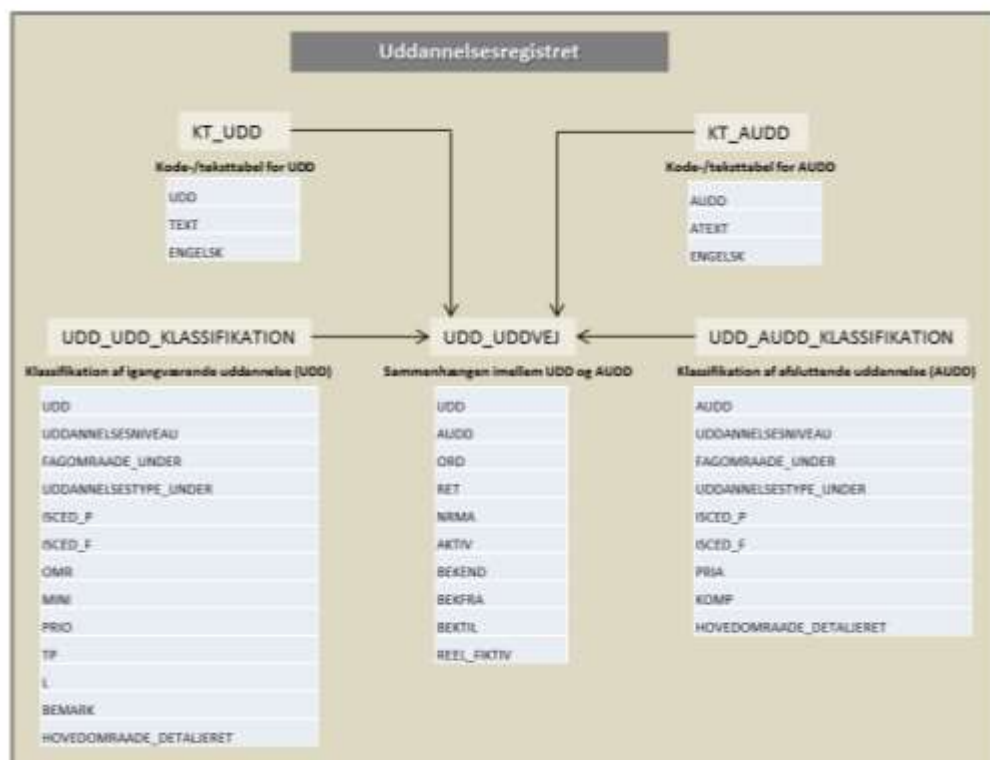 Uddannelsesregistret
KT_UDD
Kode-/teksttabel for UDD
UDD
TEXT
ENGELSK
KT_AUDD
Kode-/teksttabel for AUDD
AUDD
ATEXT
ENGELSK
UDD_UDD_KLASSIFIKATION
Klassifikation af igangværende uddannelse (UDD)
UDD
UDDANNELSESNIVEAU
FAGOMRAADE_UNDER
UDDANNELSESTYPE_UNDER
ISCED_P
ISCED_F
OMR
MINI
PRIO
TP
L
BEMARK
HOVEDOMRAADE_DETALJERET
UDD_UDDVEJ
Sammenhængen imellem UDD og AUDD
UDD
AUDD
ORD
RET
NRMA
AKTIV
BEKEND
BEKFRA
BEKTIL
REEL_FIKTIV
UDD_AUDD_KLASSIFIKATION
Klassifikation af afsluttende uddannelse (AUDD)
AUDD
UDDANNELSESNIVEAU
FAGOMRAADE_UNDER
UDDANNELSESTYPE_UNDER
ISCED_P
ISCED_F
PRIA
KOMP
HOVEDOMRAADE_DETALJERET